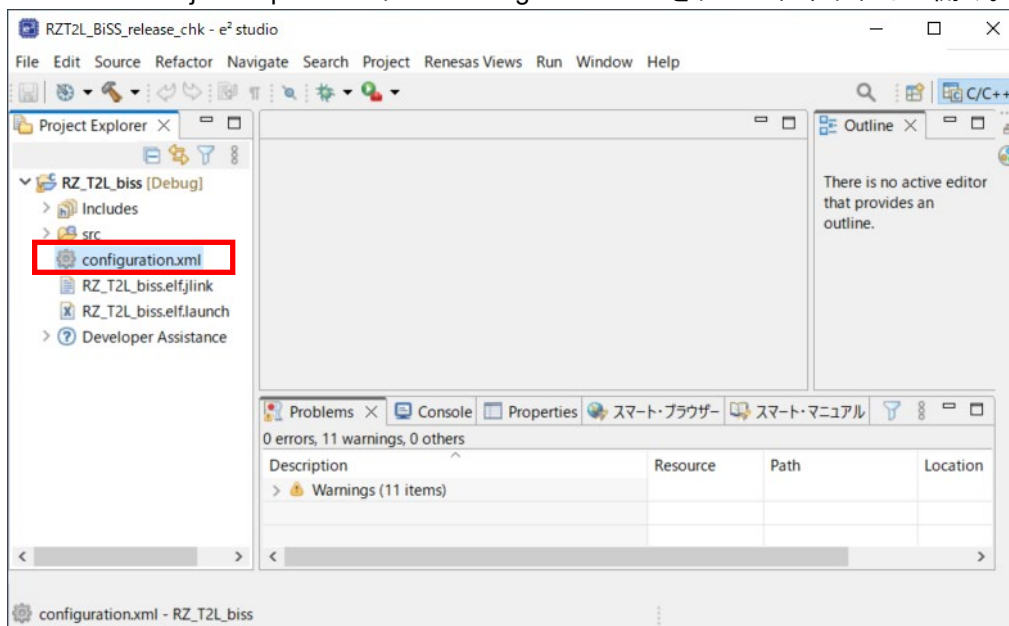 RZT2L_BiSS_release_chk - e² studio
File Edit Source Refactor Navigate Search Project Renesas Views Run Window Help
C/C++
Project Explorer
Outline
RZ_T2L_biss [Debug]
Includes
src
configuration.xml
RZ_T2L_biss.elf.jlink
RZ_T2L_biss.elf.launch
Developer Assistance
There is no active editor
that provides an
outline.
Problems Console Properties スマート・ブラウザー スマート・マニュアル
0 errors, 11 warnings, 0 others
Description Resource Path Location
Warnings (11 items)
configuration.xml - RZ_T2L_biss